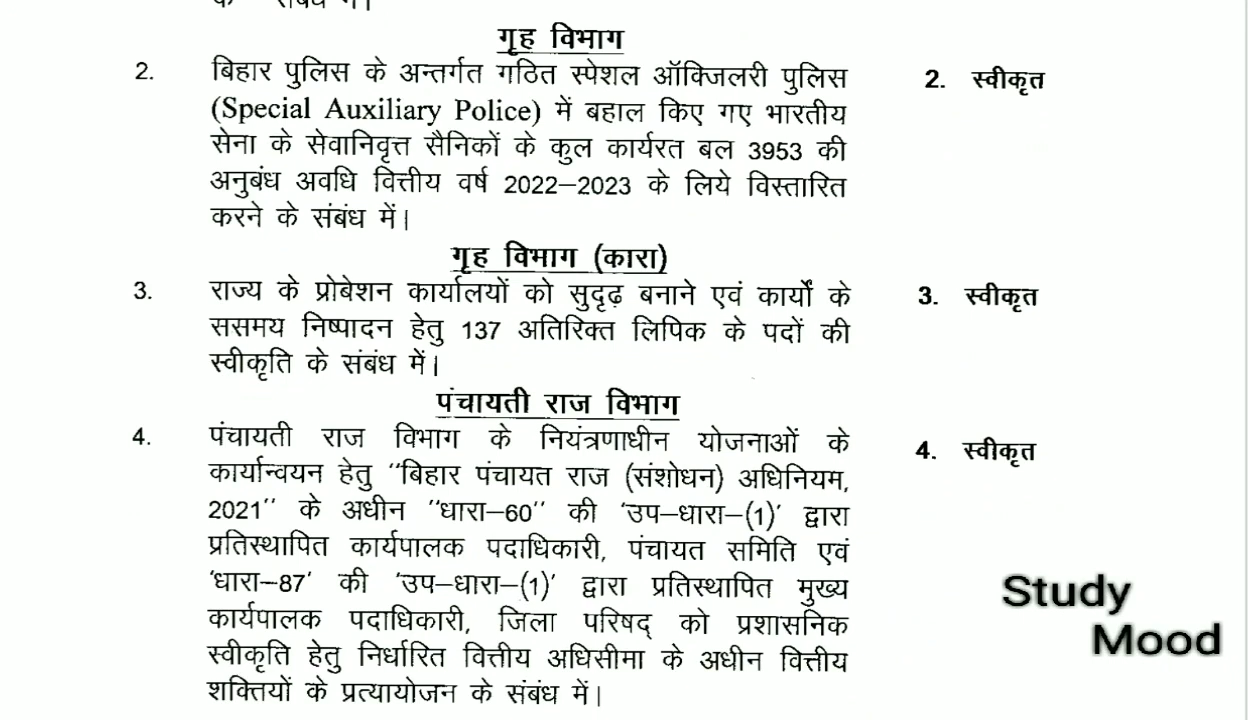 के संबंध में।
गृह विभाग
2. बिहार पुलिस के अन्तर्गत गठित स्पेशल ऑक्जिलरी पुलिस 2. स्वीकृत
(Special Auxiliary Police) में बहाल किए गए भारतीय
सेना के सेवानिवृत्त सैनिकों के कुल कार्यरत बल 3953 की
अनुबंध अवधि वित्तीय वर्ष 2022–2023 के लिये विस्तारित
करने के संबंध में।
गृह विभाग (कारा)
3. राज्य के प्रोबेशन कार्यालयों को सुदृढ़ बनाने एवं कार्यों के 3. स्वीकृत
ससमय निष्पादन हेतु 137 अतिरिक्त लिपिक के पदों की
स्वीकृति के संबंध में।
पंचायती राज विभाग
4. पंचायती राज विभाग के नियंत्रणाधीन योजनाओं के 4. स्वीकृत
कार्यान्वयन हेतु ''बिहार पंचायत राज (संशोधन) अधिनियम,
2021'' के अधीन ''धारा–60'' की 'उप–धारा–(1)' द्वारा
प्रतिस्थापित कार्यपालक पदाधिकारी, पंचायत समिति एवं
'धारा–87' की 'उप–धारा–(1)' द्वारा प्रतिस्थापित मुख्य
कार्यपालक पदाधिकारी, जिला परिषद् को प्रशासनिक
स्वीकृति हेतु निर्धारित वित्तीय अधिसीमा के अधीन वित्तीय
शक्तियों के प्रत्यायोजन के संबंध में।
Study
Mood